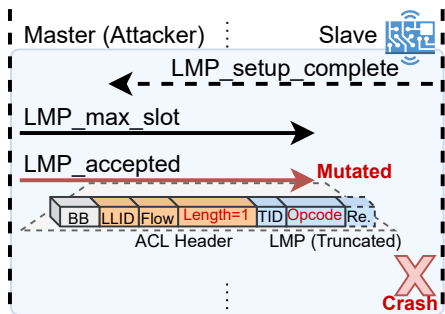 Master (Attacker) Slave
LMP_setup_complete
LMP_max_slot
LMP_accepted
Mutated
BB LLID Flow Length=1 TID Opcode Re.
ACL Header LMP (Truncated)
Crash